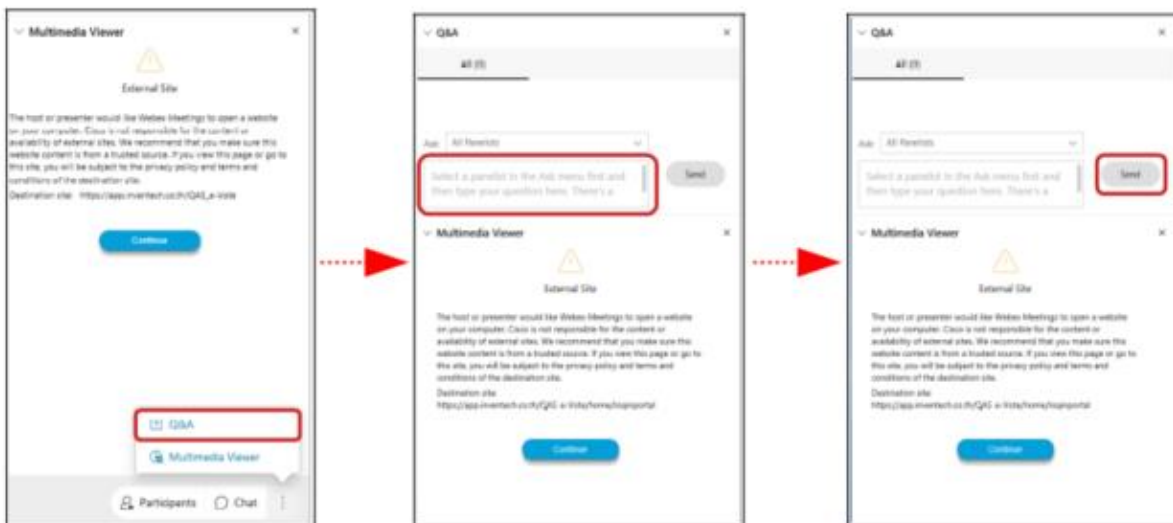 Multimedia Viewer
External Site
The host or presenter would like Webex Meetings to open a website
on your computer. Cisco is not responsible for the content or
availability of external sites. We recommend that you make sure this
website content is from a trusted source. If you view this page or go to
this site, you will be subject to the privacy policy and terms and
conditions of the destination site.
Destination site: https://app.inventech.co.th/QAS_e-Vote
Continue
Q&A
Multimedia Viewer
Participants
Chat
Q&A
All (0)
Ask: All Panelists
Select a panelist in the Ask menu first and
then type your question here. There's a
Send
Multimedia Viewer
External Site
The host or presenter would like Webex Meetings to open a website
on your computer. Cisco is not responsible for the content or
availability of external sites. We recommend that you make sure this
website content is from a trusted source. If you view this page or go to
this site, you will be subject to the privacy policy and terms and
conditions of the destination site.
Destination site:
Continue
Q&A
All (0)
Ask: All Panelists
Select a panelist in the Ask menu first and
then type your question here. There's a
Send
Multimedia Viewer
External Site
The host or presenter would like Webex Meetings to open a website
on your computer. Cisco is not responsible for the content or
availability of external sites. We recommend that you make sure this
website content is from a trusted source. If you view this page or go to
this site, you will be subject to the privacy policy and terms and
conditions of the destination site.
Destination site:
Continue